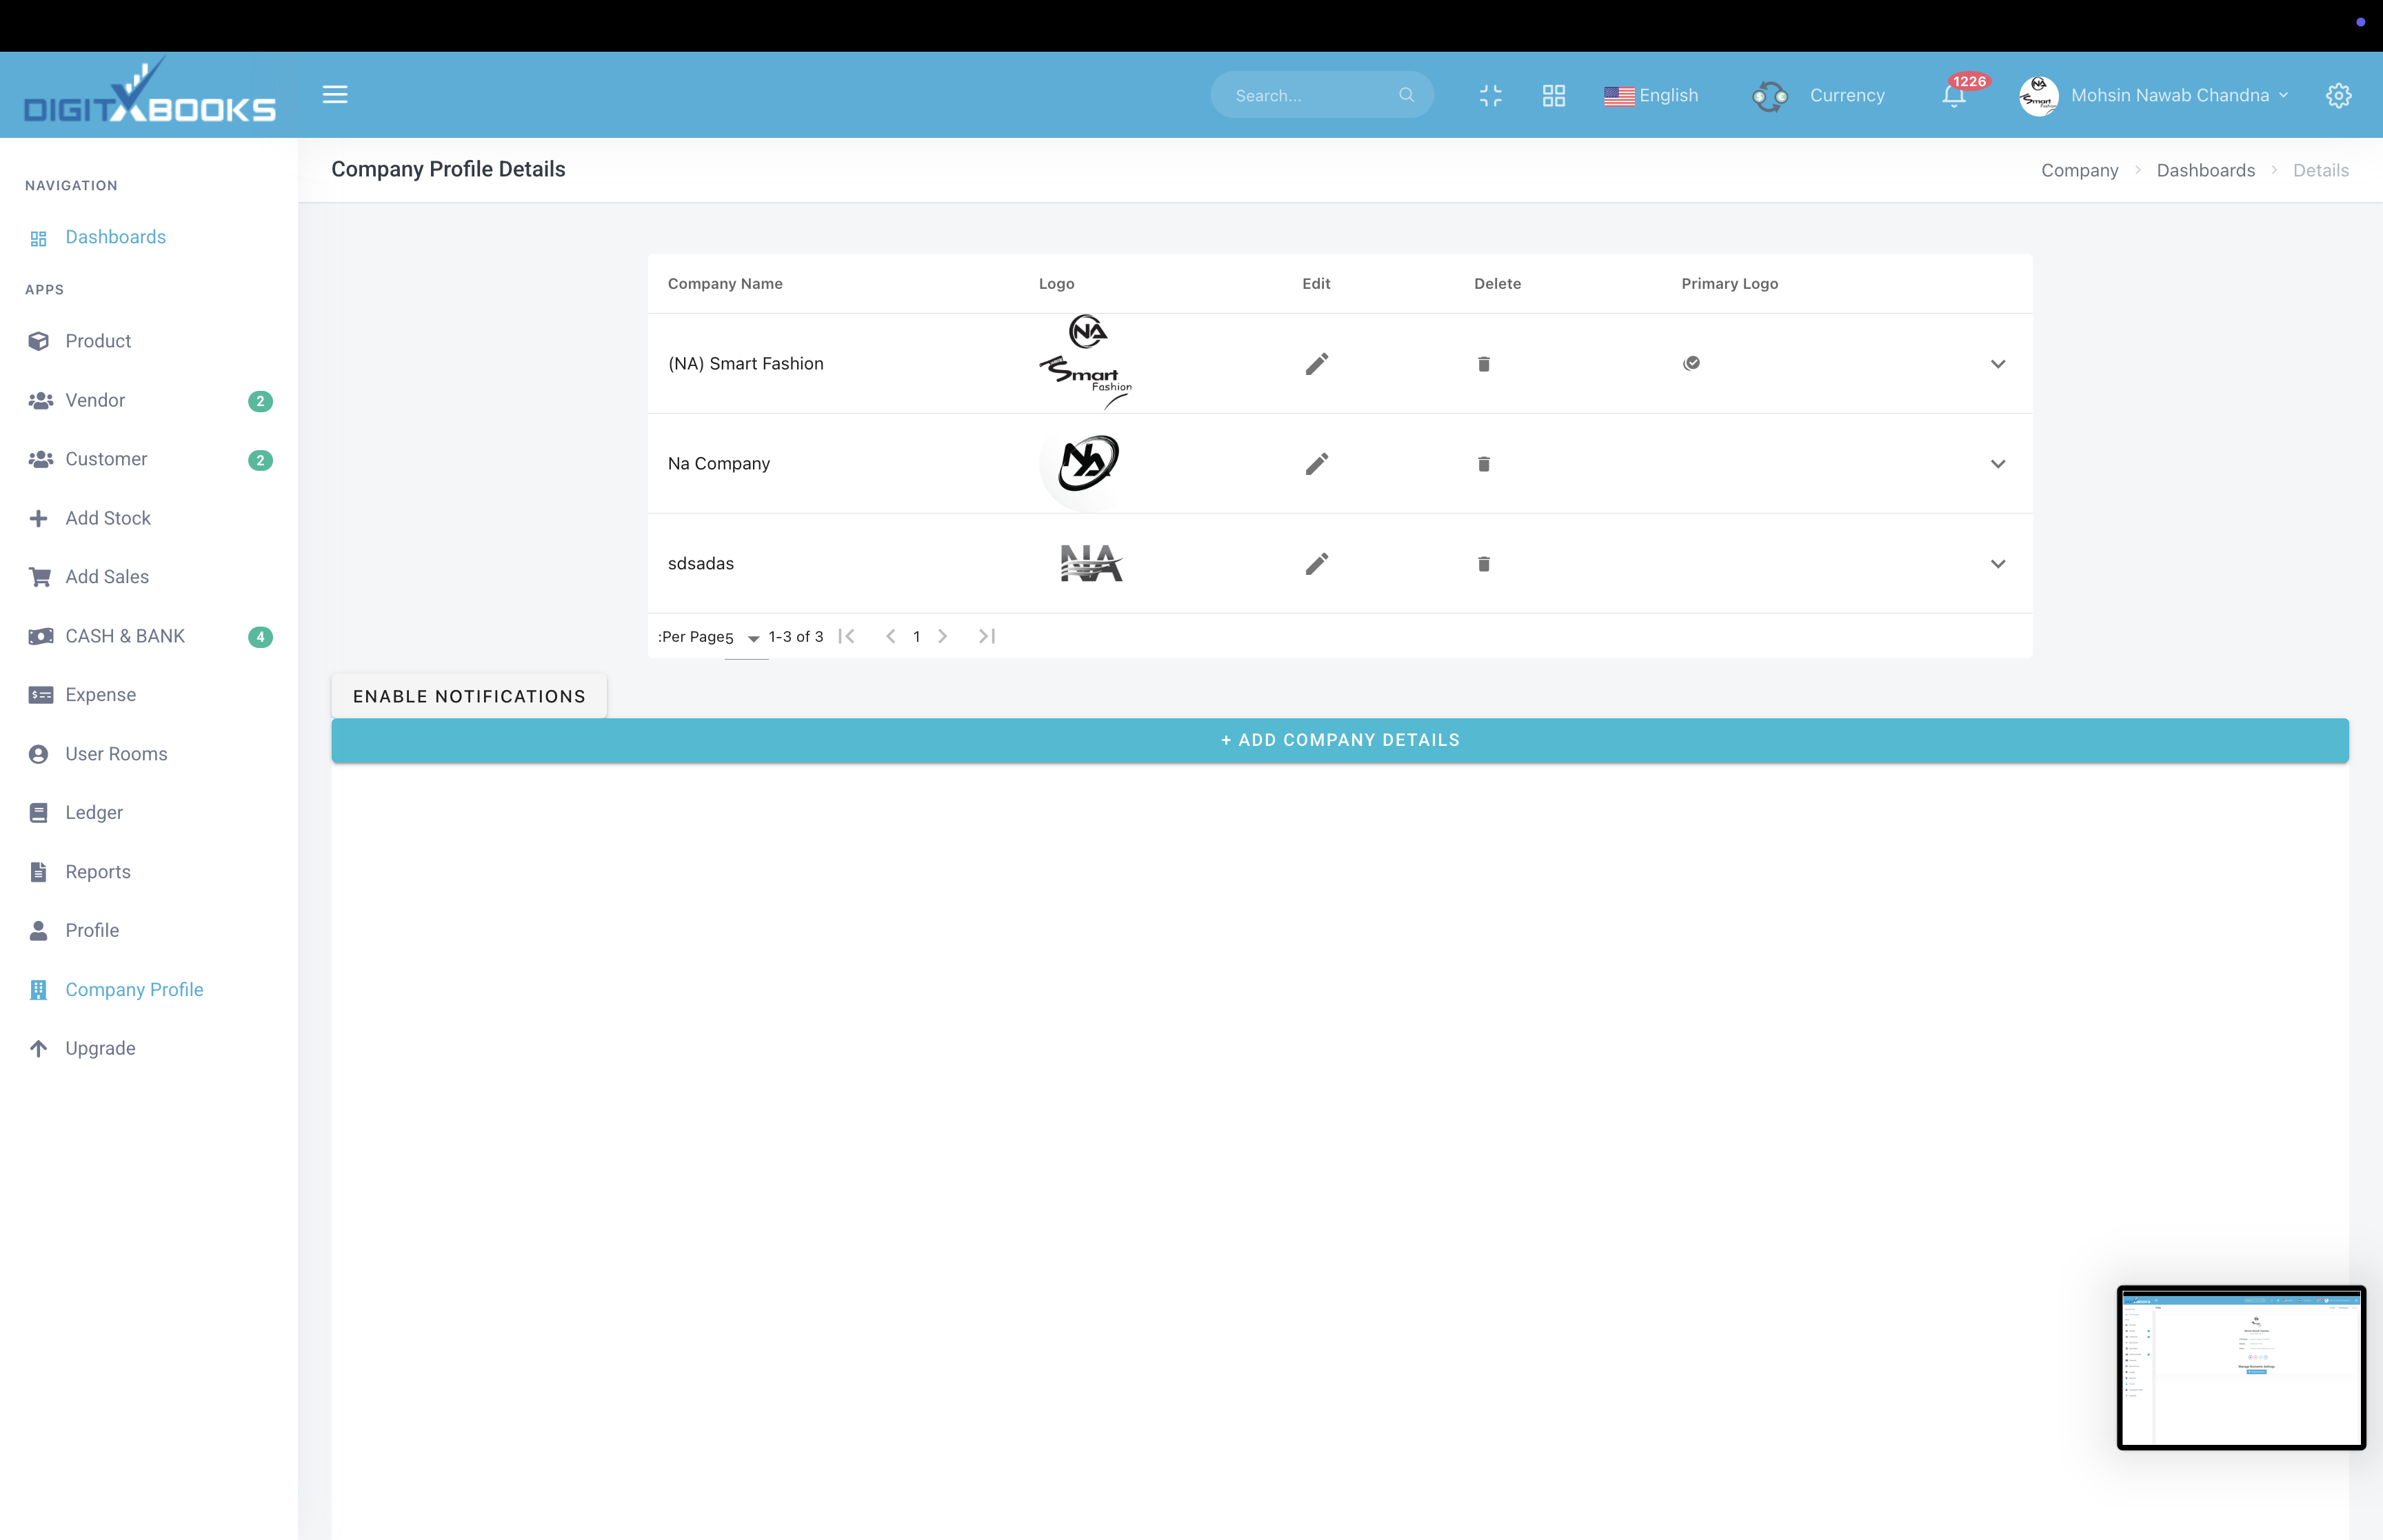 DIGITXBOOKS
Search...
English
Currency
1226
Mohsin Nawab Chandna
NAVIGATION
Dashboards
APPS
Product
Vendor 2
Customer 2
Add Stock
Add Sales
CASH & BANK 4
Expense
User Rooms
Ledger
Reports
Profile
Company Profile
Upgrade
Company Profile Details
Company > Dashboards > Details
Company Name Logo Edit Delete Primary Logo
(NA) Smart Fashion
NA
Smart
Fashion
Na Company
NA
sdsadas
NA
:Per Page5 1-3 of 3 1
ENABLE NOTIFICATIONS
+ ADD COMPANY DETAILS